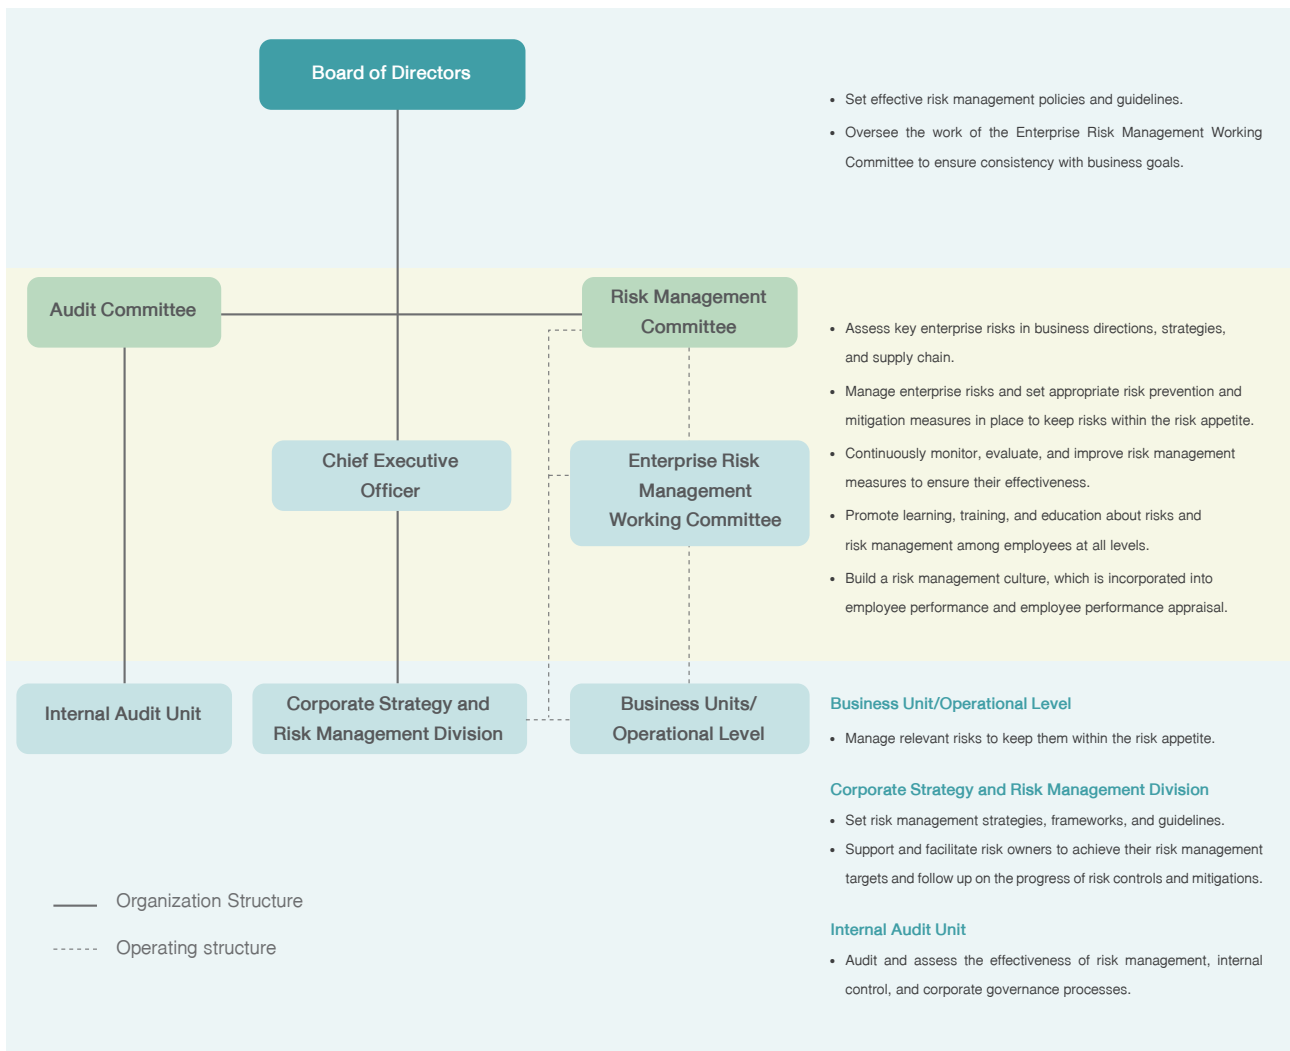 Board of Directors
• Set effective risk management policies and guidelines.
• Oversee the work of the Enterprise Risk Management Working
Committee to ensure consistency with business goals.
Audit Committee
Risk Management
Committee
Chief Executive
Officer
Enterprise Risk
Management
Working Committee
• Assess key enterprise risks in business directions, strategies,
and supply chain.
• Manage enterprise risks and set appropriate risk prevention and
mitigation measures in place to keep risks within the risk appetite.
• Continuously monitor, evaluate, and improve risk management
measures to ensure their effectiveness.
• Promote learning, training, and education about risks and
risk management among employees at all levels.
• Build a risk management culture, which is incorporated into
employee performance and employee performance appraisal.
Internal Audit Unit
Corporate Strategy and
Risk Management Division
Business Units/
Operational Level
Business Unit/Operational Level
• Manage relevant risks to keep them within the risk appetite.
Corporate Strategy and Risk Management Division
• Set risk management strategies, frameworks, and guidelines.
• Support and facilitate risk owners to achieve their risk management
targets and follow up on the progress of risk controls and mitigations.
Internal Audit Unit
• Audit and assess the effectiveness of risk management, internal
control, and corporate governance processes.
Organization Structure
Operating structure